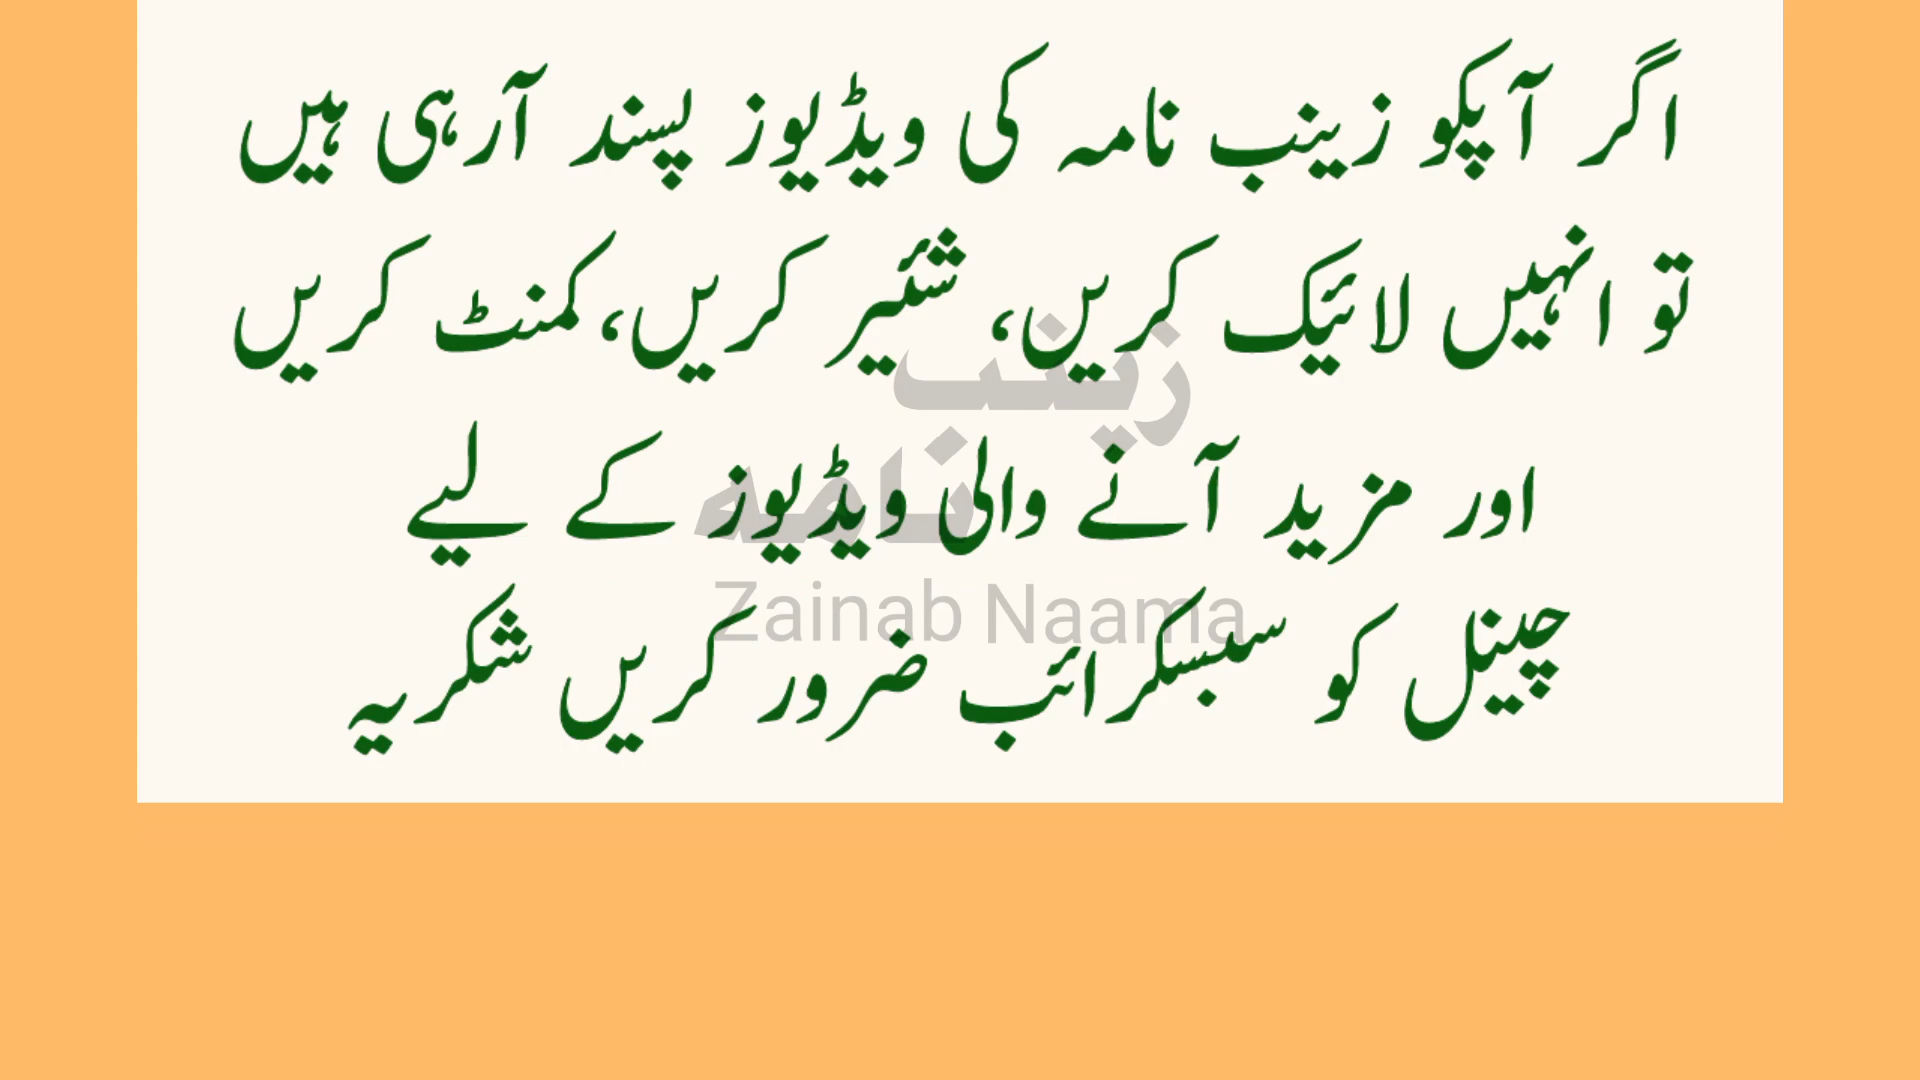 اگر آپکو زینب نامہ کی ویڈیوز پسند آرہی ہیں
تو انہیں لائیک کریں، شئیر کریں،کمنٹ کریں
زینب
اور مزید آنے والی ویڈیوز کے لیے
نامہ
Zainab Naama
چینل کو سبسکرائب ضرور کریں شکریہ